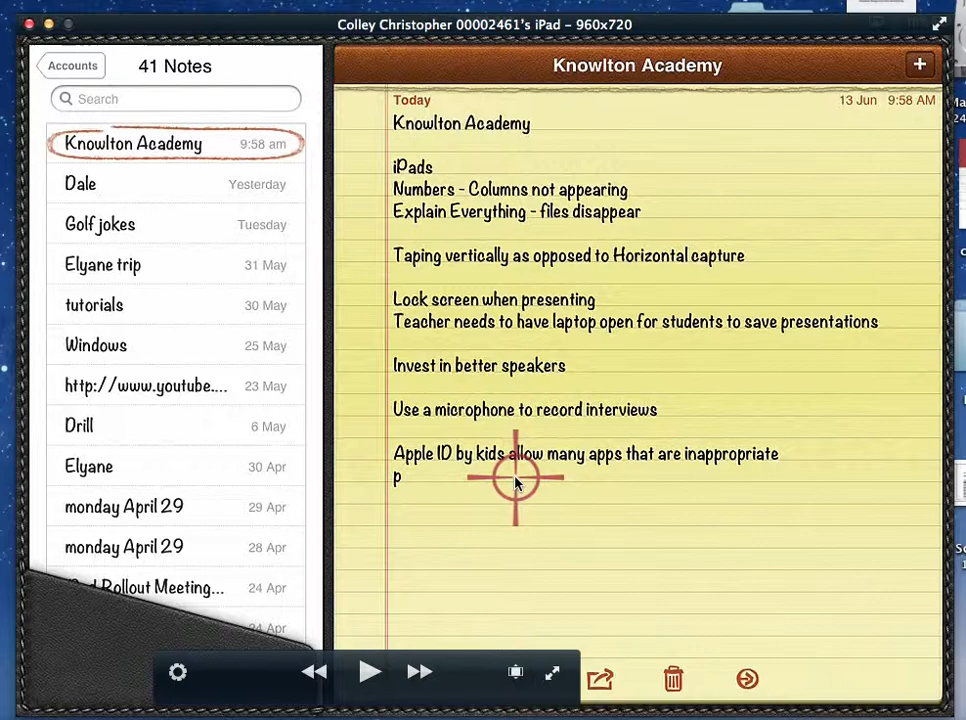 Colley Christopher 00002461's iPad - 960x720
Accounts
41 Notes
Search
Knowlton Academy 9:58 am
Dale Yesterday
Golf jokes Tuesday
Elyane trip 31 May
tutorials 30 May
Windows 25 May
http://www.youtube.... 23 May
Drill 6 May
Elyane 30 Apr
monday April 29 29 Apr
monday April 29 28 Apr
Rollout Meeting... 24 Apr
24 Apr
Knowlton Academy
+
Today 13 Jun 9:58 AM
Knowlton Academy
iPads
Numbers - Columns not appearing
Explain Everything - files disappear
Taping vertically as opposed to Horizontal capture
Lock screen when presenting
Teacher needs to have laptop open for students to save presentations
Invest in better speakers
Use a microphone to record interviews
Apple ID by kids allow many apps that are inappropriate
p